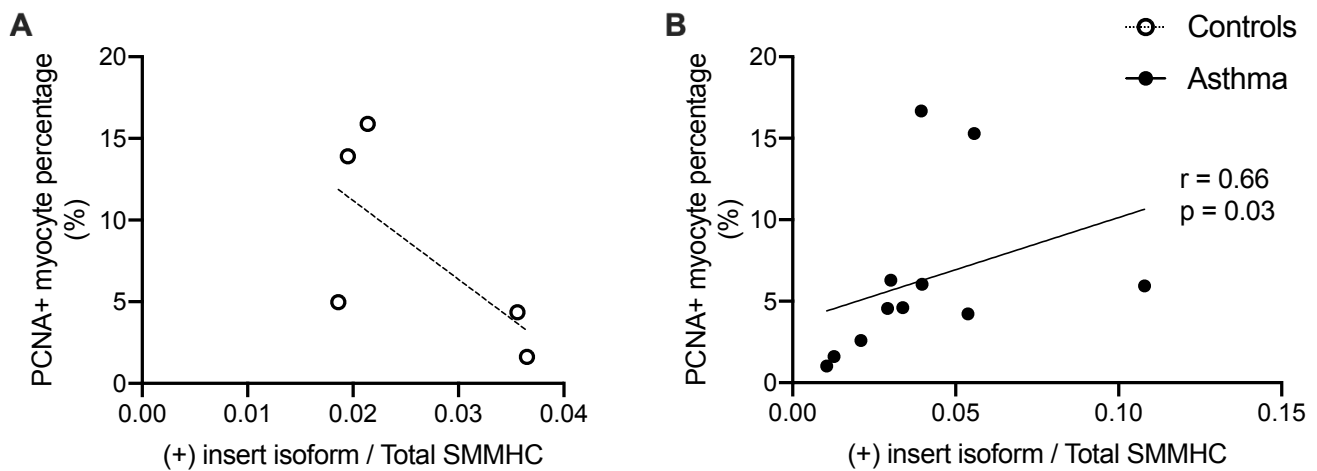 A
PCNA+ myocyte percentage
(%)
20
15
10
5
0
0.00 0.01 0.02 0.03 0.04
(+) insert isoform / Total SMMHC
B
PCNA+ myocyte percentage
(%)
20
15
10
5
0
0.00 0.05 0.10 0.15
(+) insert isoform / Total SMMHC
Controls
Asthma
r = 0.66
p = 0.03